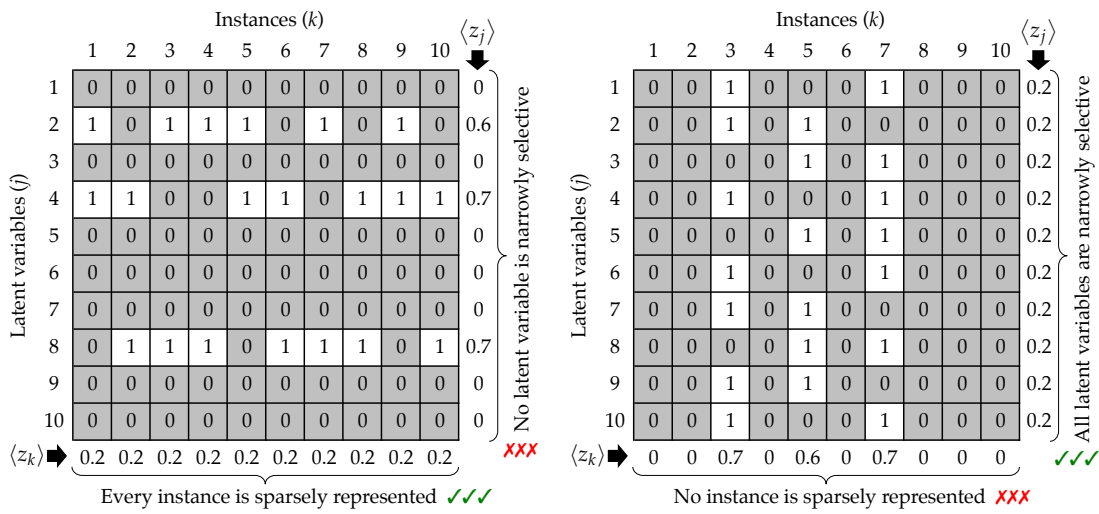 Instances (k)
⟨z_j⟩
1 2 3 4 5 6 7 8 9 10
1 0 0 0 0 0 0 0 0 0 0 0
2 1 0 1 1 1 0 1 0 1 0 0.6
3 0 0 0 0 0 0 0 0 0 0 0
4 1 1 0 0 1 1 0 1 1 1 0.7
5 0 0 0 0 0 0 0 0 0 0 0
6 0 0 0 0 0 0 0 0 0 0 0
7 0 0 0 0 0 0 0 0 0 0 0
8 0 1 1 1 0 1 1 1 0 1 0.7
9 0 0 0 0 0 0 0 0 0 0 0
10 0 0 0 0 0 0 0 0 0 0 0
Latent variables (j)
No latent variable is narrowly selective
✗✗✗
⟨z_k⟩ 0.2 0.2 0.2 0.2 0.2 0.2 0.2 0.2 0.2 0.2
Every instance is sparsely represented ✓✓✓
Instances (k)
⟨z_j⟩
1 2 3 4 5 6 7 8 9 10
1 0 0 1 0 0 0 1 0 0 0 0.2
2 0 0 1 0 1 0 0 0 0 0 0.2
3 0 0 0 0 1 0 1 0 0 0 0.2
4 0 0 1 0 0 0 1 0 0 0 0.2
5 0 0 0 0 1 0 1 0 0 0 0.2
6 0 0 1 0 0 0 1 0 0 0 0.2
7 0 0 1 0 1 0 0 0 0 0 0.2
8 0 0 0 0 1 0 1 0 0 0 0.2
9 0 0 1 0 1 0 0 0 0 0 0.2
10 0 0 1 0 0 0 1 0 0 0 0.2
Latent variables (j)
All latent variables are narrowly selective
✓✓✓
⟨z_k⟩ 0 0 0.7 0 0.6 0 0.7 0 0 0
No instance is sparsely represented ✗✗✗